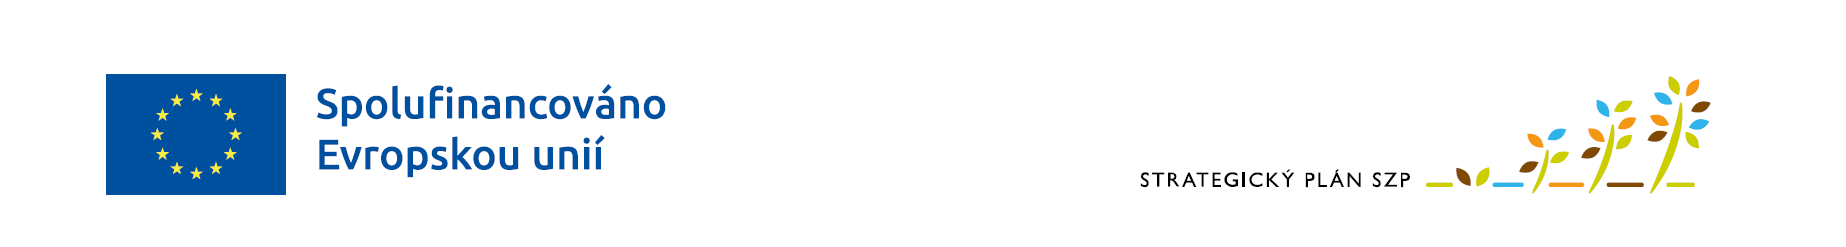 Spolufinancováno
Evropskou unií
STRATEGICKÝ PLÁN SZP